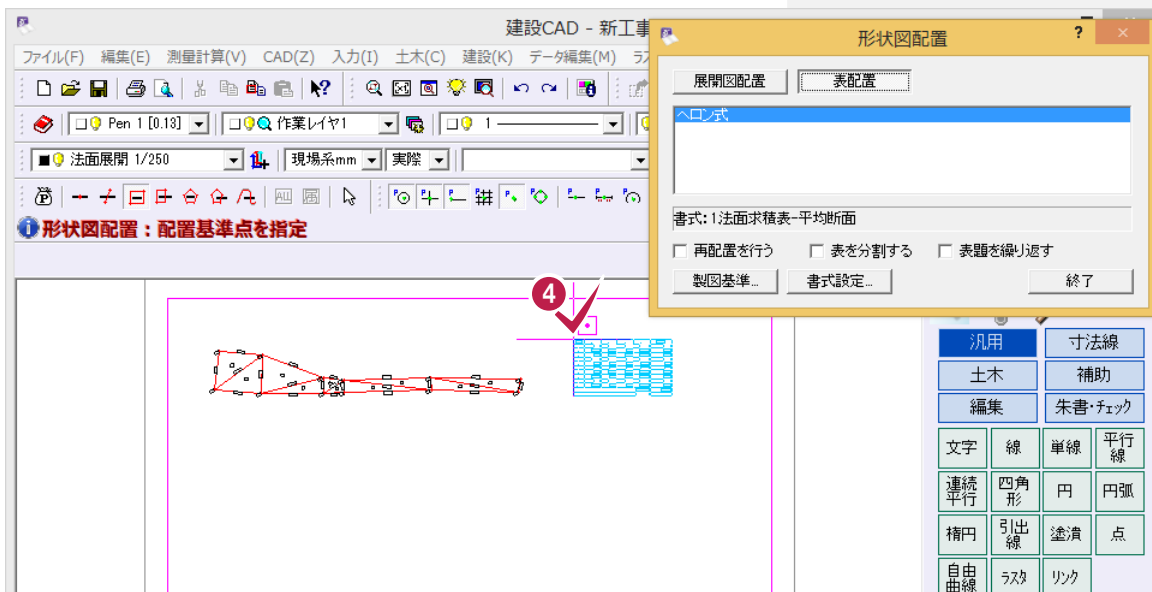 建設CAD - 新工事
ファイル(F) 編集(E) 測量計算(V) CAD(Z) 入力(I) 土木(C) 建設(K) データ編集(M) ラス
Pen 1 [0.13] 作業レイヤ1 1
法面展開 1/250 現場系mm 実際
形状図配置：配置基準点を指定
形状図配置
?
展開図配置 表配置
ヘロン式
書式:1法面求積表-平均断面
再配置を行う 表を分割する 表題を繰り返す
製図基準... 書式設定... 終了
4
汎用 寸法線
土木 補助
編集 朱書・チェック
文字 線 単線 平行線
連続平行 四角形 円 円弧
楕円 引出線 塗潰 点
自由曲線 ラスタ リンク